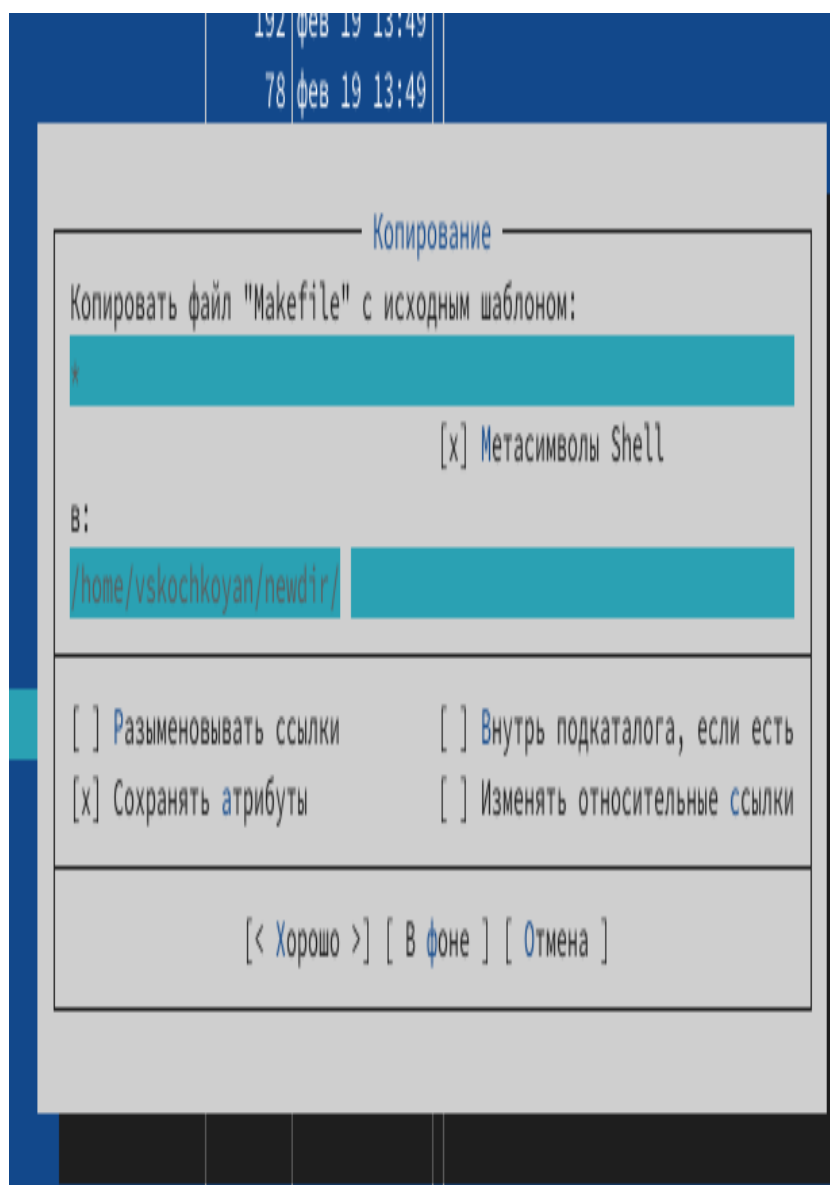 192 фев 19 13:49
78 фев 19 13:49
Копирование
Копировать файл "Makefile" с исходным шаблоном:
*
[x] Метасимволы Shell
в:
/home/vskochkoyan/newdir/
[ ] Разыменовывать ссылки [ ] Внутрь подкаталога, если есть
[x] Сохранять атрибуты [ ] Изменять относительные ссылки
[< Хорошо >] [ В фоне ] [ Отмена ]